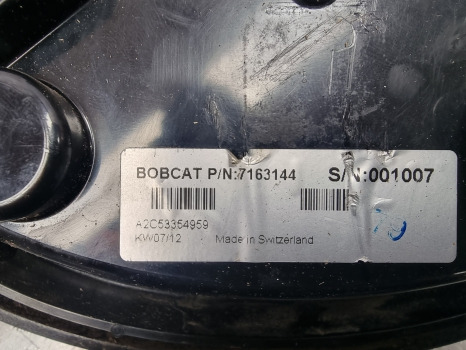 BOBCAT P/N:7163144 S/N:001007
A2C53354959
KW07/12 Made in Switzerland